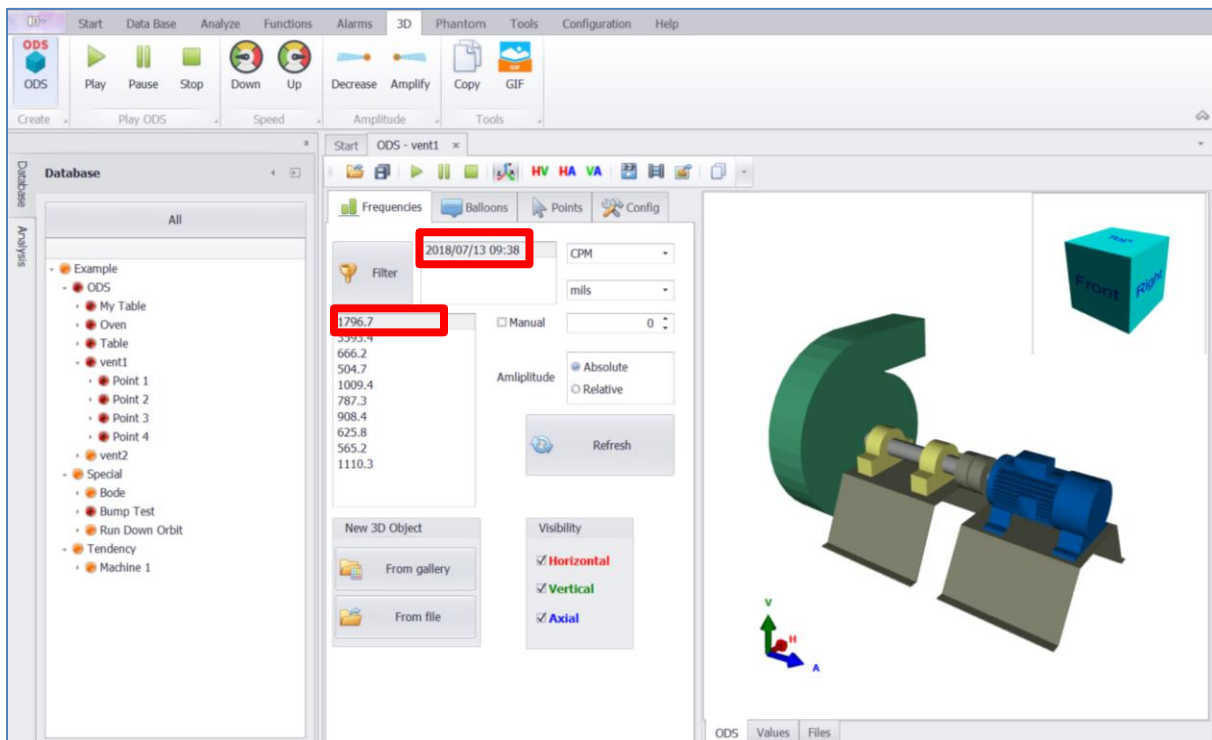 Start Data Base Analyze Functions Alarms 3D Phantom Tools Configuration Help
ODS
ODS Play Pause Stop Down Up Decrease Amplify Copy GIF
Create Play ODS Speed Amplitude Tools
Start ODS - vent1 ×
Database
Analysis
Database
All
Example
ODS
My Table
Oven
Table
vent1
Point 1
Point 2
Point 3
Point 4
vent2
Special
Bode
Bump Test
Run Down Orbit
Tendency
Machine 1
HV HA VA
Frequencies Balloons Points Config
Filter
2018/07/13 09:38
CPM
mils
Manual 0
1796.7
3593.4
666.2
504.7
1009.4
787.3
908.4
625.8
565.2
1110.3
Amliplitude
Absolute
Relative
Refresh
New 3D Object
From gallery
From file
Visibility
Horizontal
Vertical
Axial
Top
Front Right
V
H
A
ODS Values Files